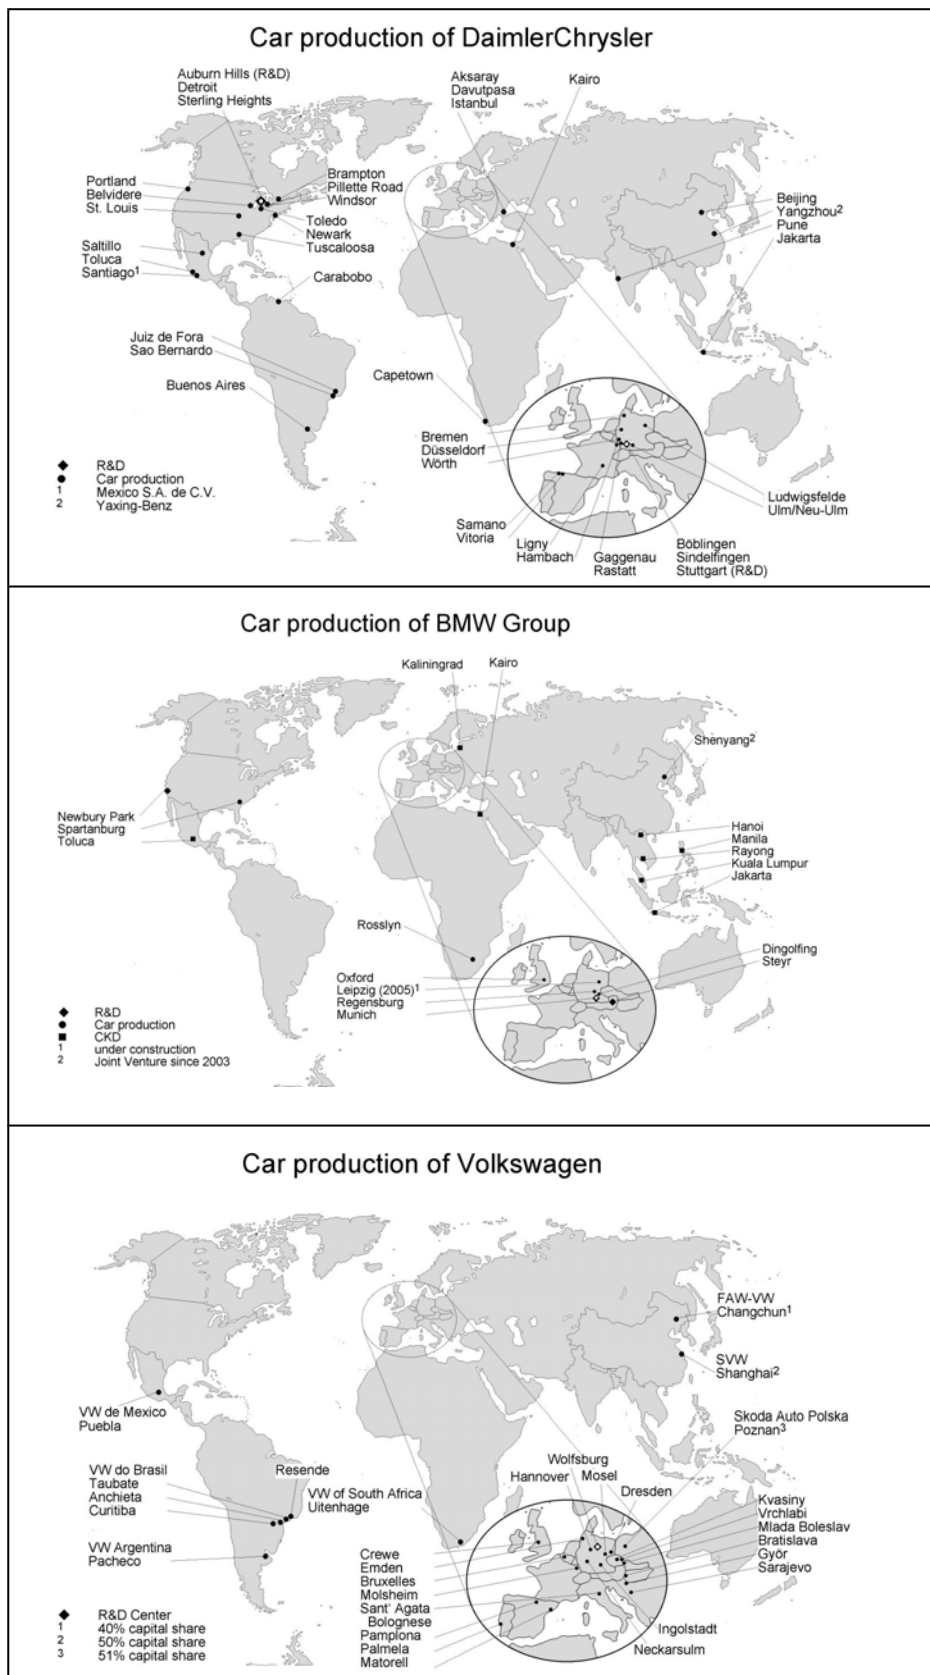 Car production of DaimlerChrysler
Auburn Hills (R&D)
Detroit
Sterling Heights
Aksaray
Davutpasa
Istanbul
Kairo
Portland
Belvidere
St. Louis
Brampton
Pillette Road
Windsor
Beijing
Yangzhou²
Pune
Jakarta
Toledo
Newark
Tuscaloosa
Saltillo
Toluca
Santiago¹
Carabobo
Juiz de Fora
Sao Bernardo
Buenos Aires
Capetown
Bremen
Düsseldorf
Wörth
R&D
Car production
1 Mexico S.A. de C.V.
2 Yaxing-Benz
Ludwigsfelde
Ulm/Neu-Ulm
Samano
Vitoria
Ligny
Hambach
Gaggenau
Rastatt
Böblingen
Sindelfingen
Stuttgart (R&D)
Car production of BMW Group
Kaliningrad
Kairo
Shenyang²
Newbury Park
Spartanburg
Toluca
Hanoi
Manila
Rayong
Kuala Lumpur
Jakarta
Rosslyn
Dingolfing
Steyr
Oxford
Leipzig (2005)¹
Regensburg
Munich
R&D
Car production
CKD
1 under construction
2 Joint Venture since 2003
Car production of Volkswagen
FAW-VW
Changchun¹
SVW
Shanghai²
VW de Mexico
Puebla
Skoda Auto Polska
Poznan³
Wolfsburg
Hannover
Mosel
Dresden
VW do Brasil
Taubate
Anchieta
Curitiba
Resende
VW of South Africa
Uitenhage
VW Argentina
Pacheco
Kvasiny
Vrchlabi
Mlada Boleslav
Bratislava
Györ
Sarajevo
Crewe
Emden
Bruxelles
Molsheim
Sant' Agata
Bolognese
Pamplona
Palmela
Matorell
Ingolstadt
Neckarsulm
R&D Center
1 40% capital share
2 50% capital share
3 51% capital share